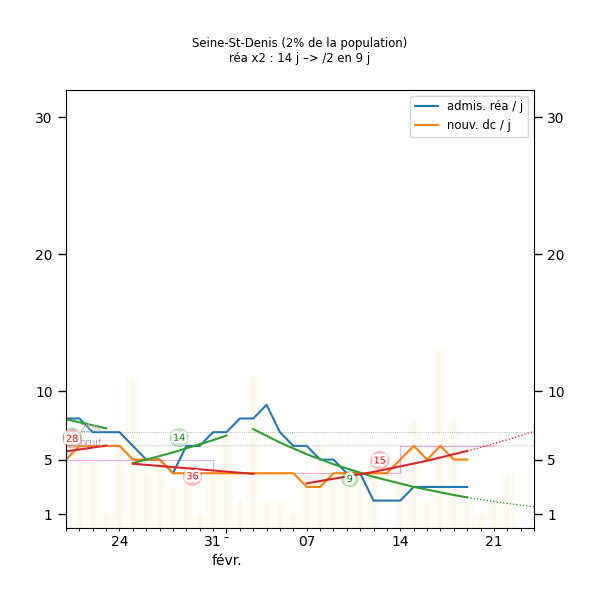 Seine-St-Denis (2% de la population)
réa x2 : 14 j –> /2 en 9 j
admis. réa / j
nouv. dc / j
30 30
20 20
10 10
5 5
1 1
28
bruit
14
36
9
15
24 31 07 14 21
févr.